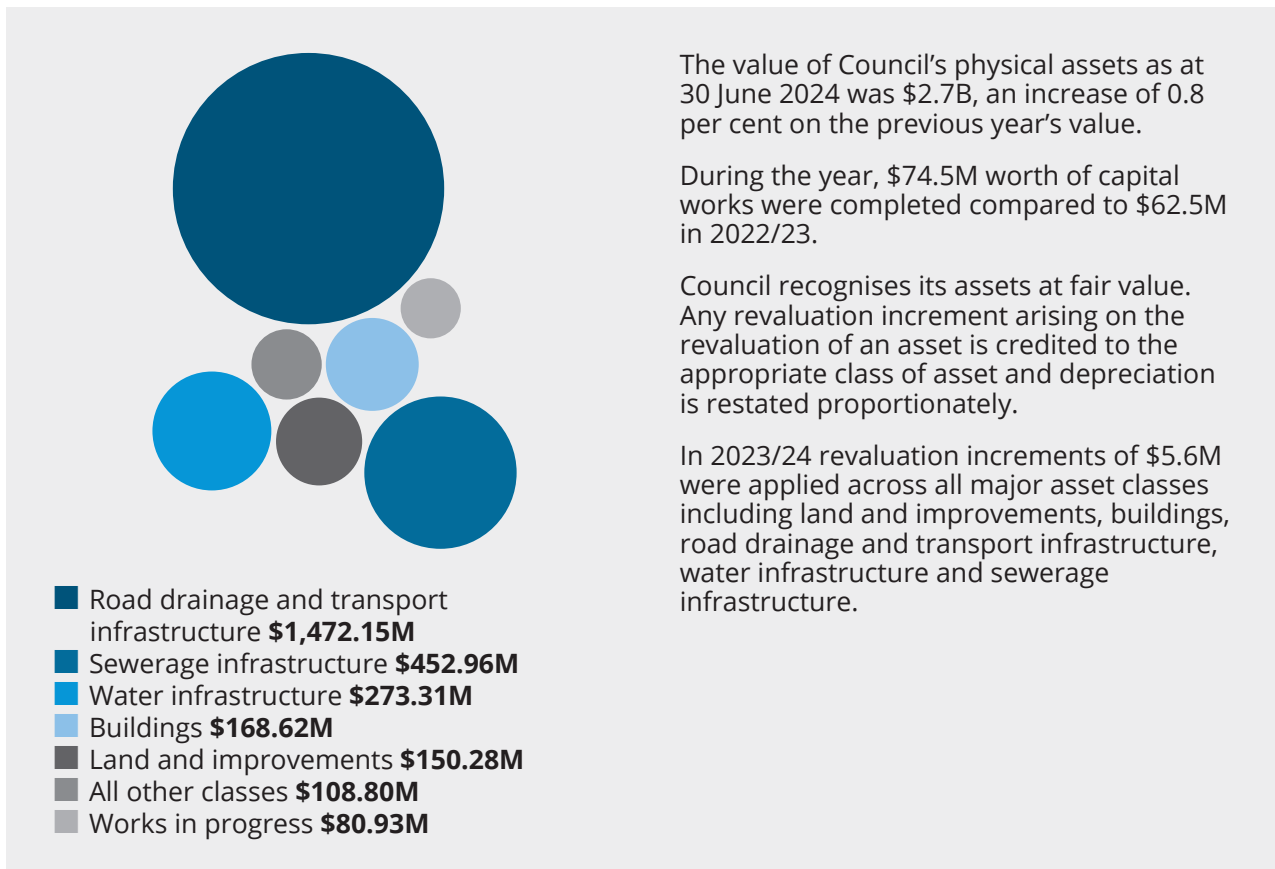 The value of Council’s physical assets as at
30 June 2024 was $2.7B, an increase of 0.8
per cent on the previous year’s value.
During the year, $74.5M worth of capital
works were completed compared to $62.5M
in 2022/23.
Council recognises its assets at fair value.
Any revaluation increment arising on the
revaluation of an asset is credited to the
appropriate class of asset and depreciation
is restated proportionately.
In 2023/24 revaluation increments of $5.6M
were applied across all major asset classes
including land and improvements, buildings,
road drainage and transport infrastructure,
water infrastructure and sewerage
infrastructure.
Road drainage and transport
infrastructure $1,472.15M
Sewerage infrastructure $452.96M
Water infrastructure $273.31M
Buildings $168.62M
Land and improvements $150.28M
All other classes $108.80M
Works in progress $80.93M